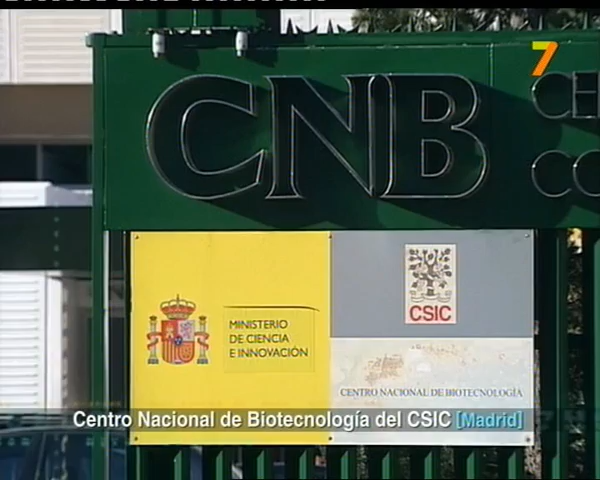 7
CNB
CSIC
MINISTERIO
DE CIENCIA
E INNOVACIÓN
CENTRO NACIONAL DE BIOTECNOLOGÍA
Centro Nacional de Biotecnología del CSIC [Madrid]